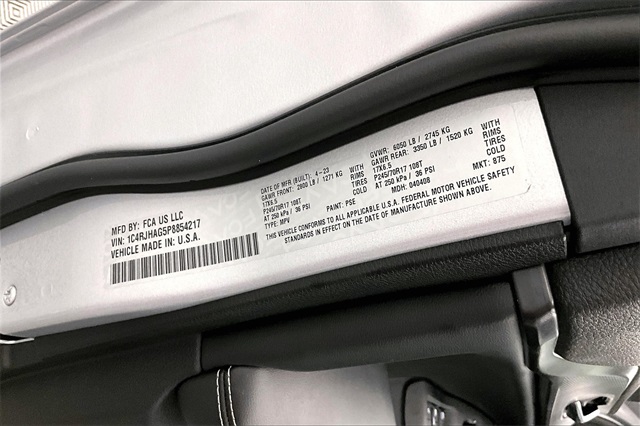 MFD BY: FCA US LLC
VIN: 1C4RJHAG5P8854217
VEHICLE MADE IN: U.S.A.
DATE OF MFR (BUILT): 4-23 GVWR: 6050 LB / 2745 KG
GAWR FRONT: 2800 LB / 1271 KG WITH GAWR REAR: 3350 LB / 1520 KG WITH
17X6.5 RIMS 17X6.5 RIMS
P245/70R17 108T TIRES P245/70R17 108T TIRES
AT 250 kPa / 36 PSI COLD AT 250 kPa / 36 PSI COLD
TYPE: MPV PAINT: PSE MDH: 040408 MKT: 875
THIS VEHICLE CONFORMS TO ALL APPLICABLE U.S.A. FEDERAL MOTOR VEHICLE SAFETY
STANDARDS IN EFFECT ON THE DATE OF MANUFACTURE SHOWN ABOVE.